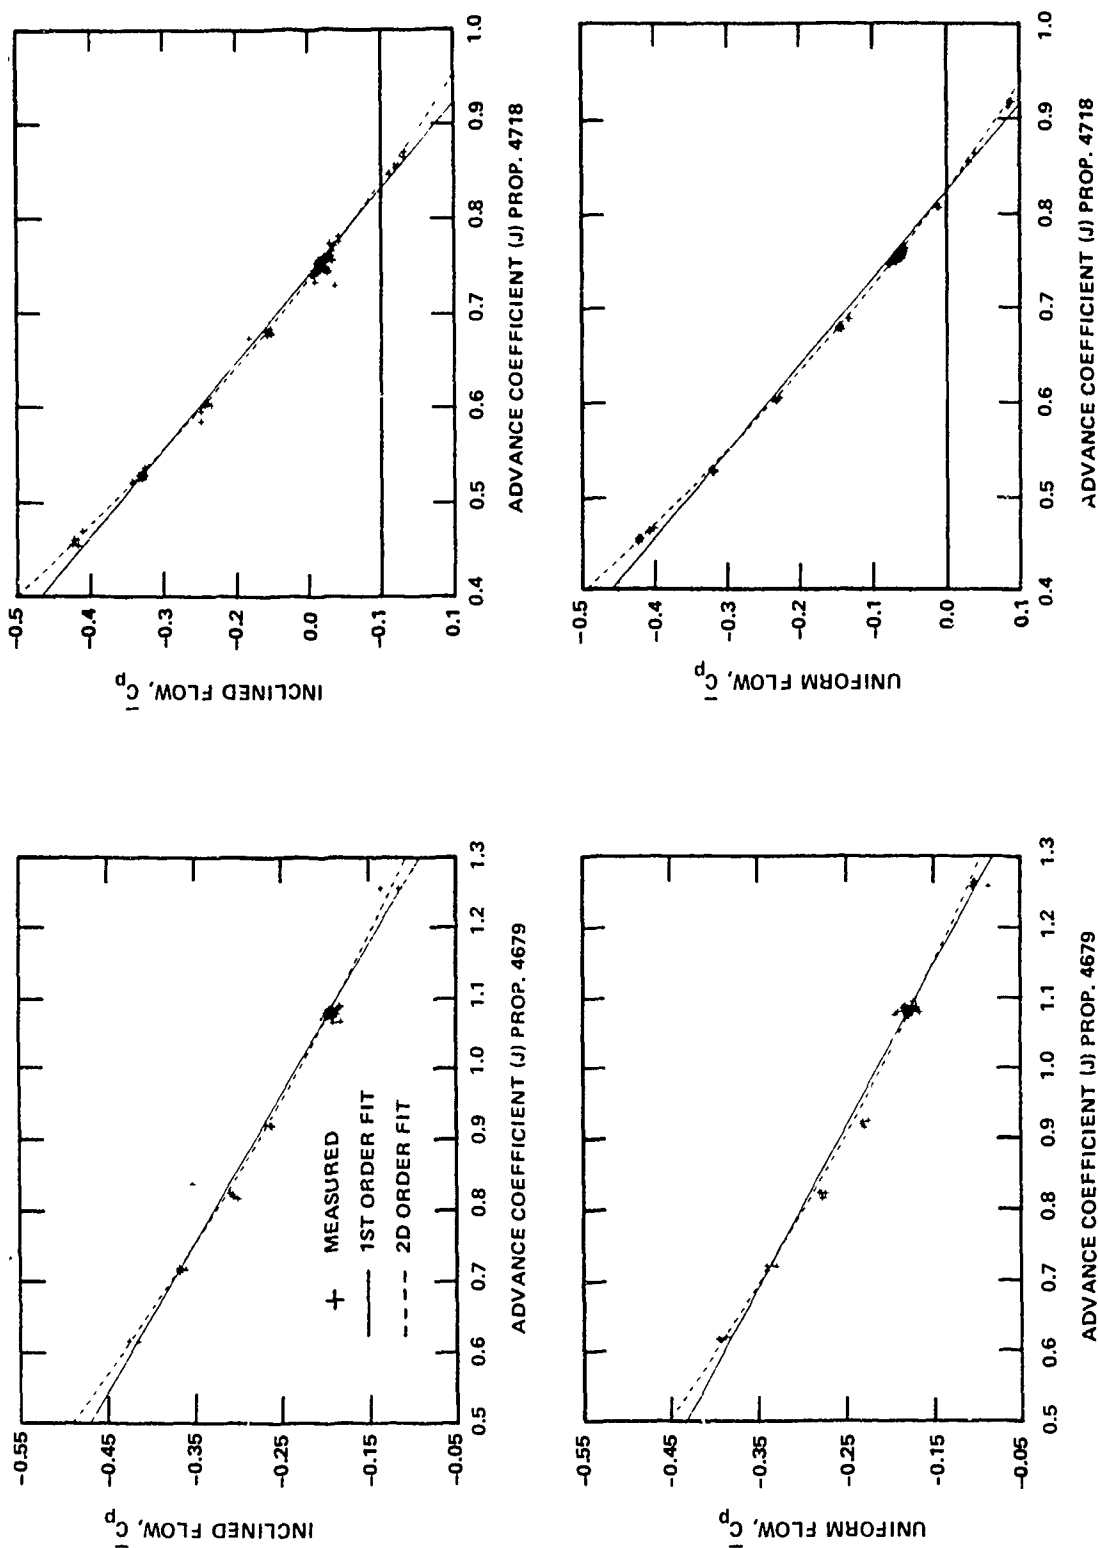 INCLINED FLOW, C̄p
−0.55
−0.45
−0.35
−0.25
−0.15
−0.05
+ MEASURED
1ST ORDER FIT
2D ORDER FIT
0.5 0.6 0.7 0.8 0.9 1.0 1.1 1.2 1.3
ADVANCE COEFFICIENT (J) PROP. 4679
INCLINED FLOW, C̄p
−0.5
−0.4
−0.3
−0.2
0.0
−0.1
0.1
0.4 0.5 0.6 0.7 0.8 0.9 1.0
ADVANCE COEFFICIENT (J) PROP. 4718
UNIFORM FLOW, C̄p
−0.55
−0.45
−0.35
−0.25
−0.15
−0.05
0.5 0.6 0.7 0.8 0.9 1.0 1.1 1.2 1.3
ADVANCE COEFFICIENT (J) PROP. 4679
UNIFORM FLOW, C̄p
−0.5
−0.4
−0.3
−0.2
−0.1
0.0
0.1
0.4 0.5 0.6 0.7 0.8 0.9 1.0
ADVANCE COEFFICIENT (J) PROP. 4718